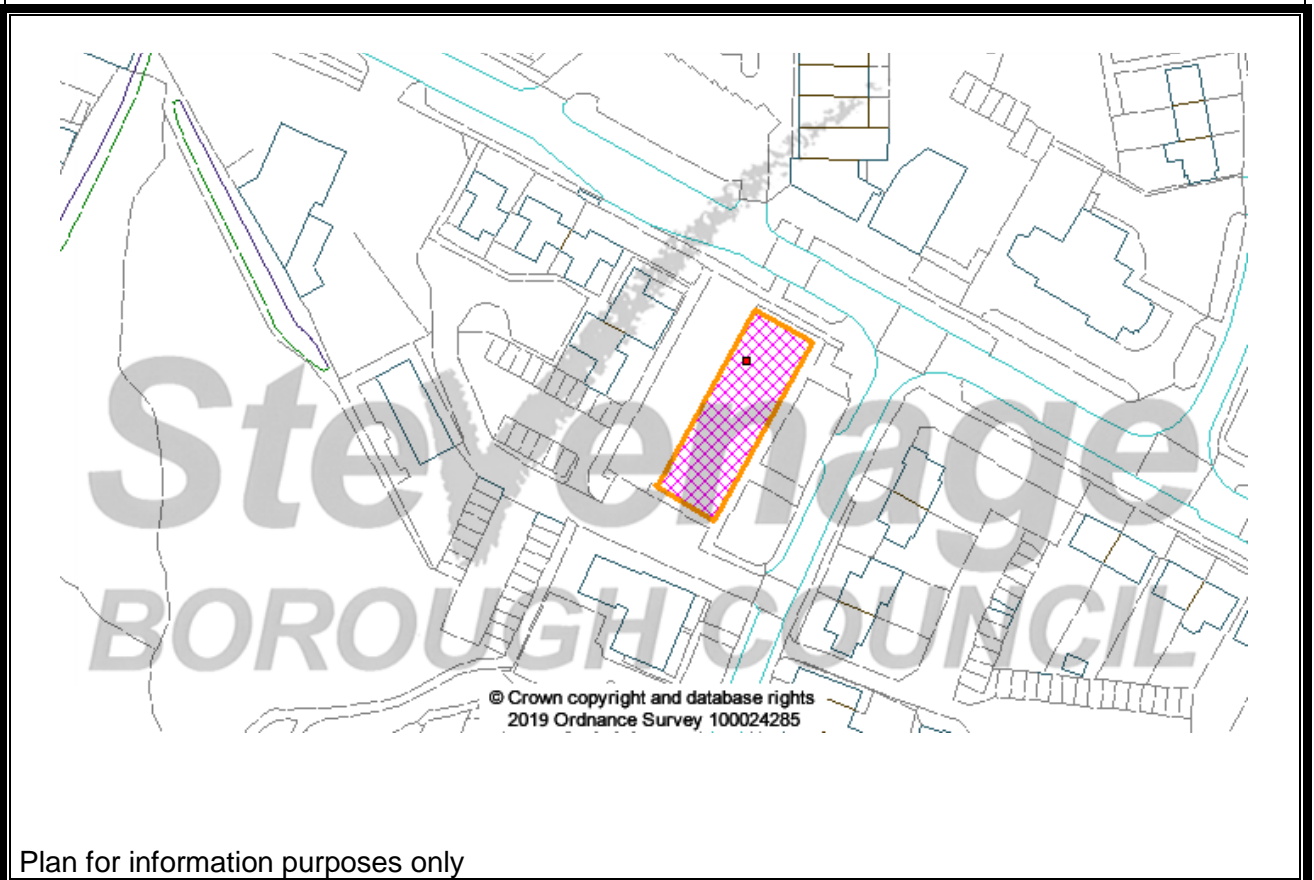 Stevenage
BOROUGH COUNCIL
© Crown copyright and database rights
2019 Ordnance Survey 100024285
Plan for information purposes only